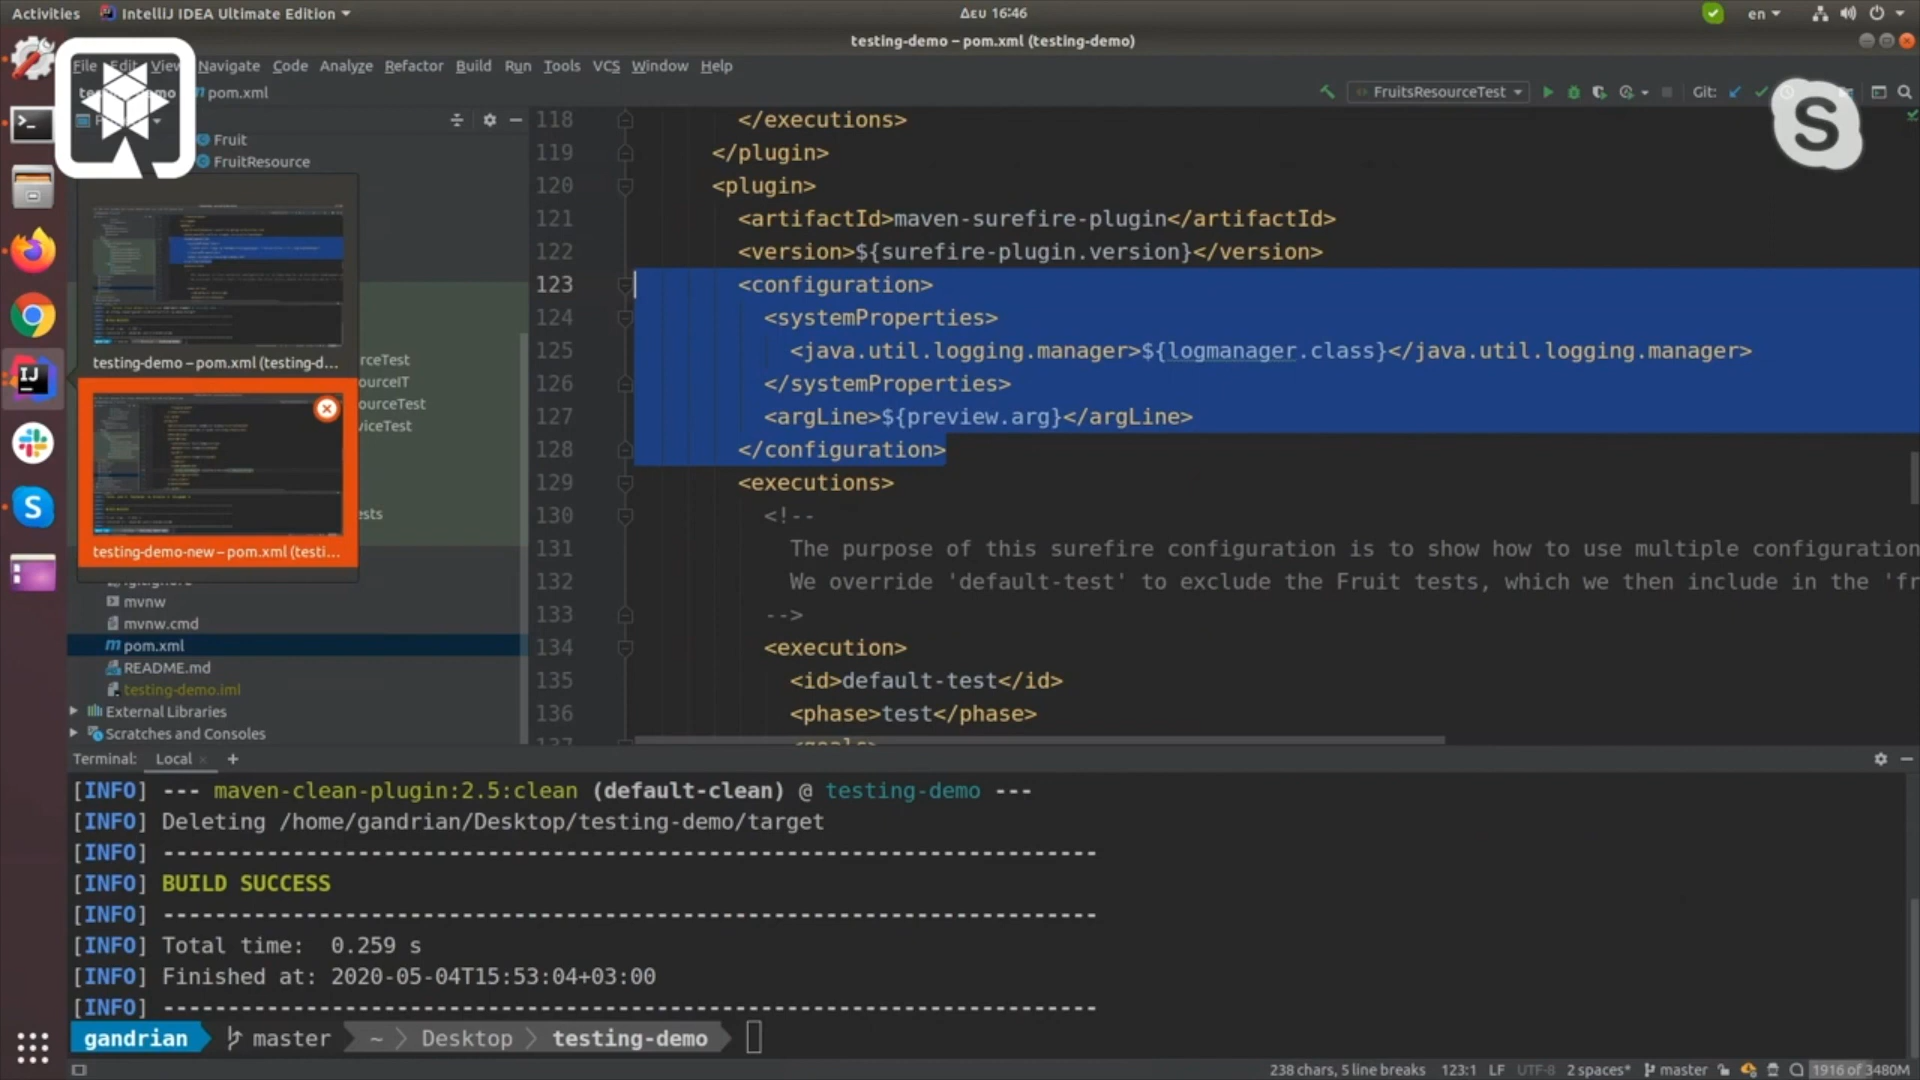 Activities IntelliJ IDEA Ultimate Edition Δευ 16:46 en
testing-demo – pom.xml (testing-demo)
File Edit View Navigate Code Analyze Refactor Build Run Tools VCS Window Help
pom.xml FruitsResourceTest Git:
Fruit
FruitResource
testing-demo – pom.xml (testing-d...
testing-demo-new – pom.xml (testi...
mvnw
mvnw.cmd
pom.xml
README.md
testing-demo.iml
External Libraries
Scratches and Consoles
118 </executions>
119 </plugin>
120 <plugin>
121 <artifactId>maven-surefire-plugin</artifactId>
122 <version>${surefire-plugin.version}</version>
123 <configuration>
124 <systemProperties>
125 <java.util.logging.manager>${logmanager.class}</java.util.logging.manager>
126 </systemProperties>
127 <argLine>${preview.arg}</argLine>
128 </configuration>
129 <executions>
130 <!--
131 The purpose of this surefire configuration is to show how to use multiple configuration
132 We override 'default-test' to exclude the Fruit tests, which we then include in the 'fr
133 -->
134 <execution>
135 <id>default-test</id>
136 <phase>test</phase>
137 <goals>
Terminal: Local +
[INFO] --- maven-clean-plugin:2.5:clean (default-clean) @ testing-demo ---
[INFO] Deleting /home/gandrian/Desktop/testing-demo/target
[INFO] ------------------------------------------------------------------------
[INFO] BUILD SUCCESS
[INFO] ------------------------------------------------------------------------
[INFO] Total time: 0.259 s
[INFO] Finished at: 2020-05-04T15:53:04+03:00
[INFO] ------------------------------------------------------------------------
gandrian master ~ Desktop testing-demo
238 chars, 5 line breaks 123:1 LF UTF-8 2 spaces* master 1916 of 3480M